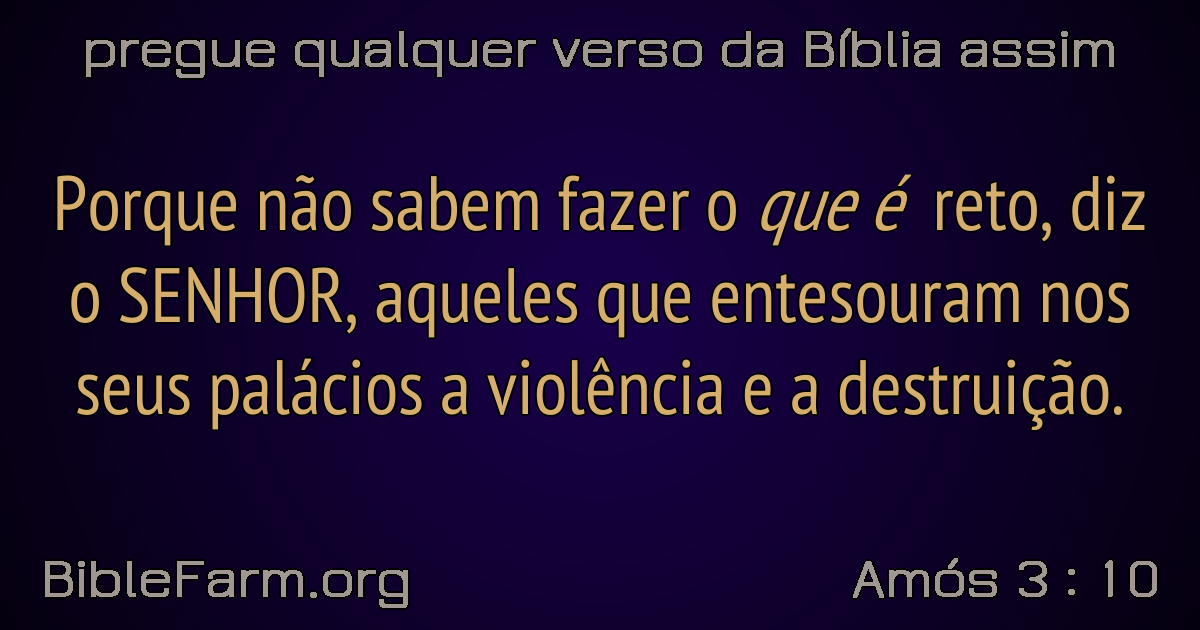 pregue qualquer verso da Bíblia assim
Porque não sabem fazer o que é reto, diz
o SENHOR, aqueles que entesouram nos
seus palácios a violência e a destruição.
BibleFarm.org
Amós 3 : 10